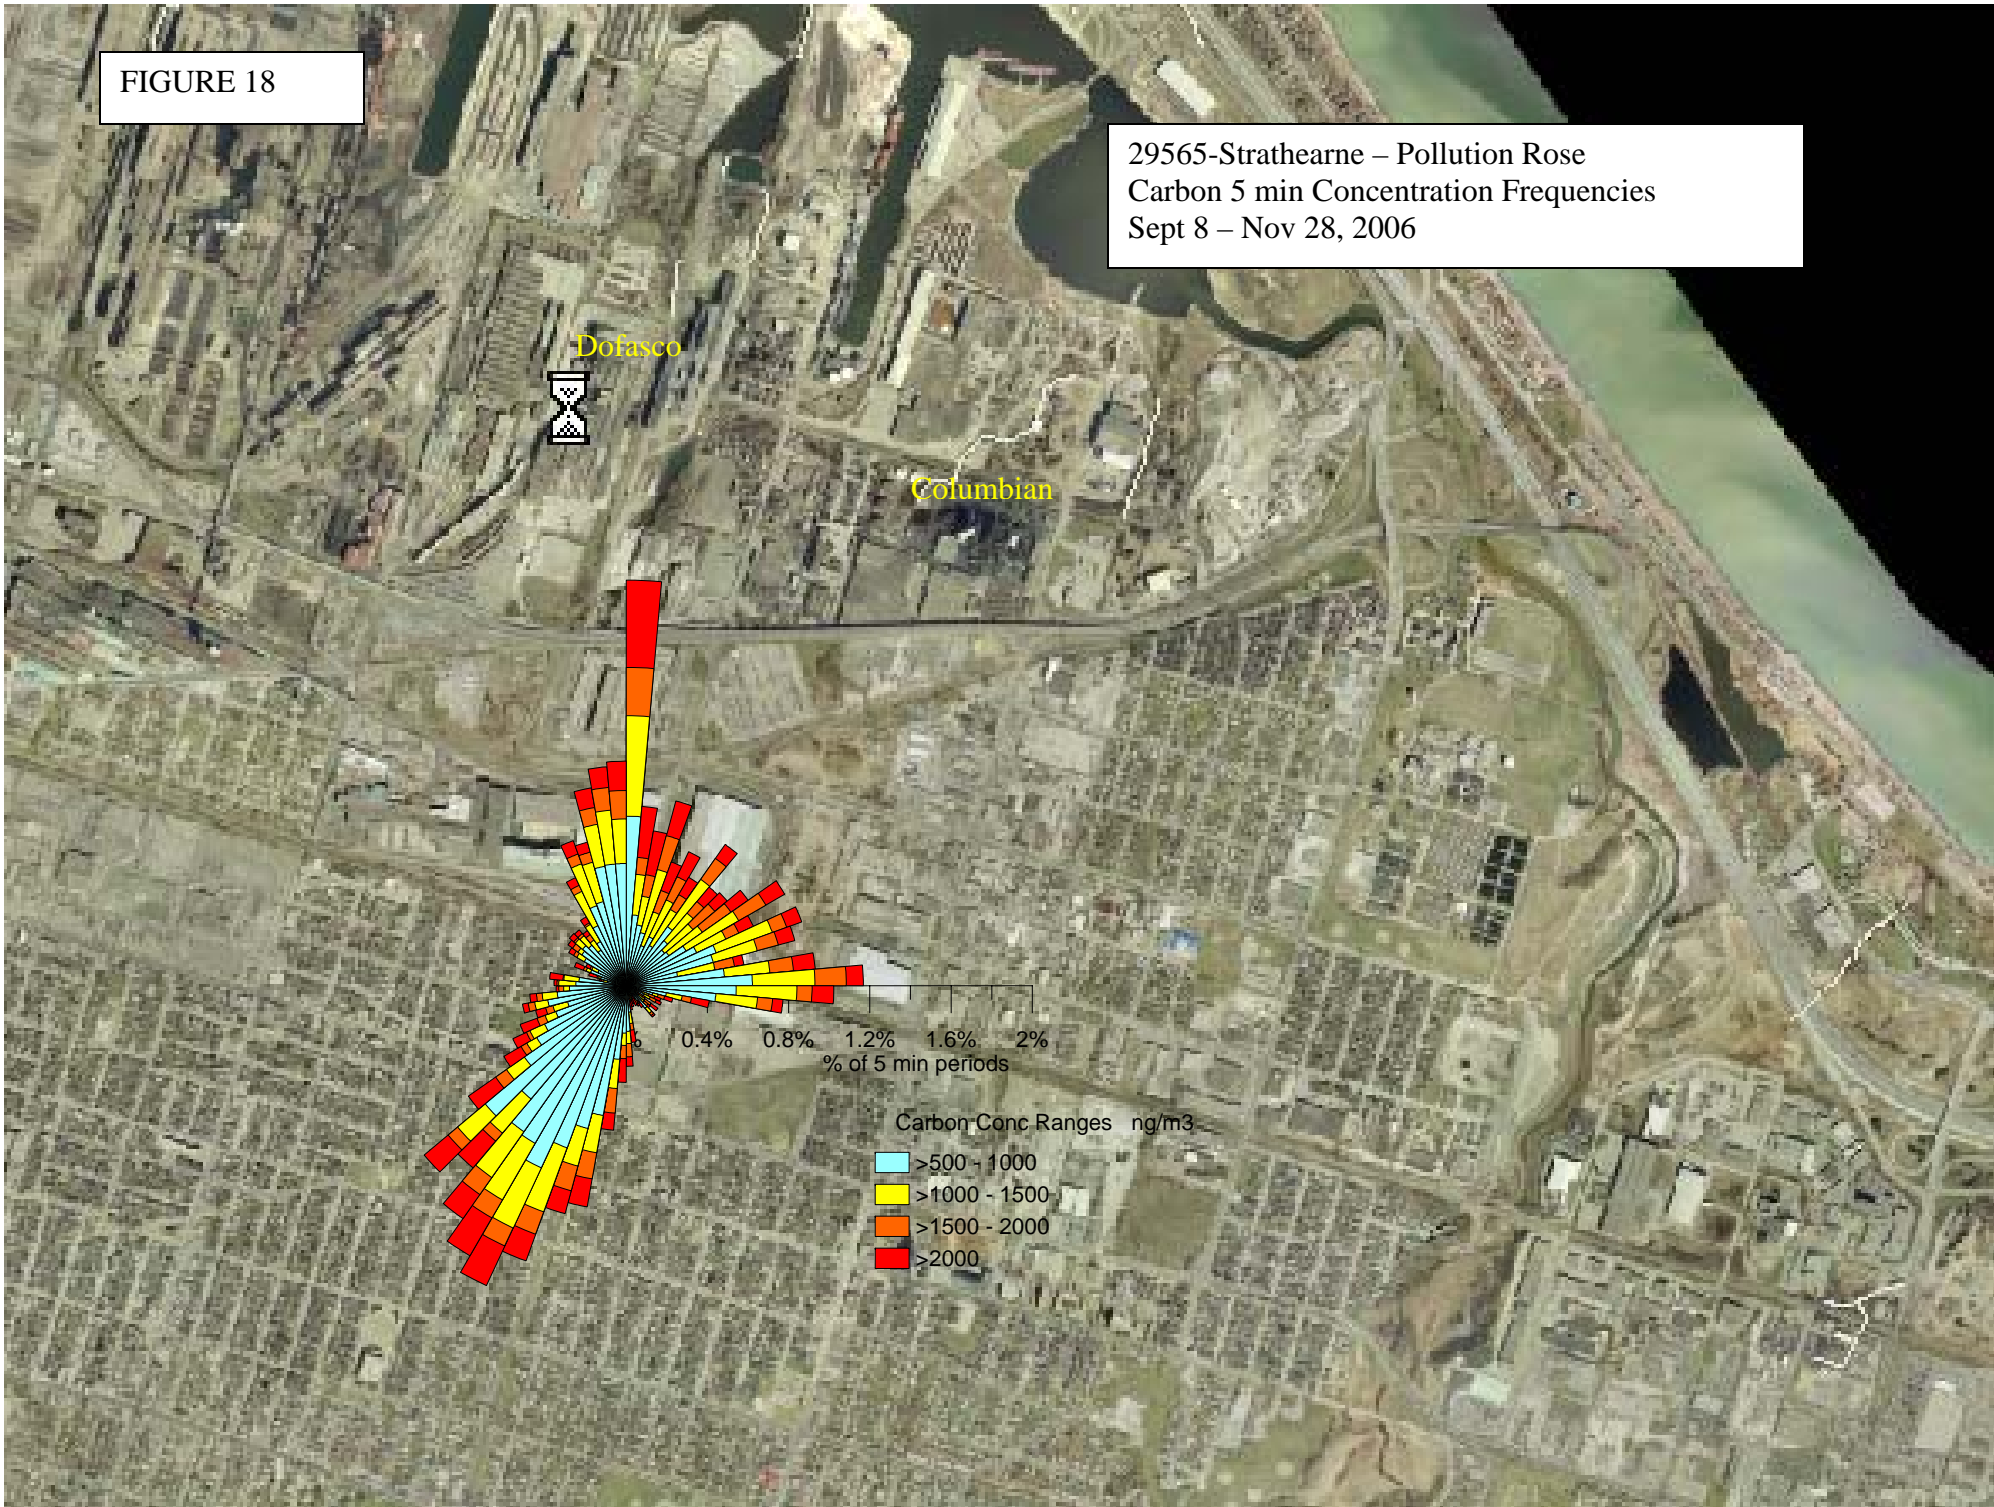 FIGURE 18
29565-Strathearne – Pollution Rose
Carbon 5 min Concentration Frequencies
Sept 8 – Nov 28, 2006
Dofasco
Columbian
% 0.4% 0.8% 1.2% 1.6% 2%
% of 5 min periods
Carbon Conc Ranges ng/m3
>500 - 1000
>1000 - 1500
>1500 - 2000
>2000